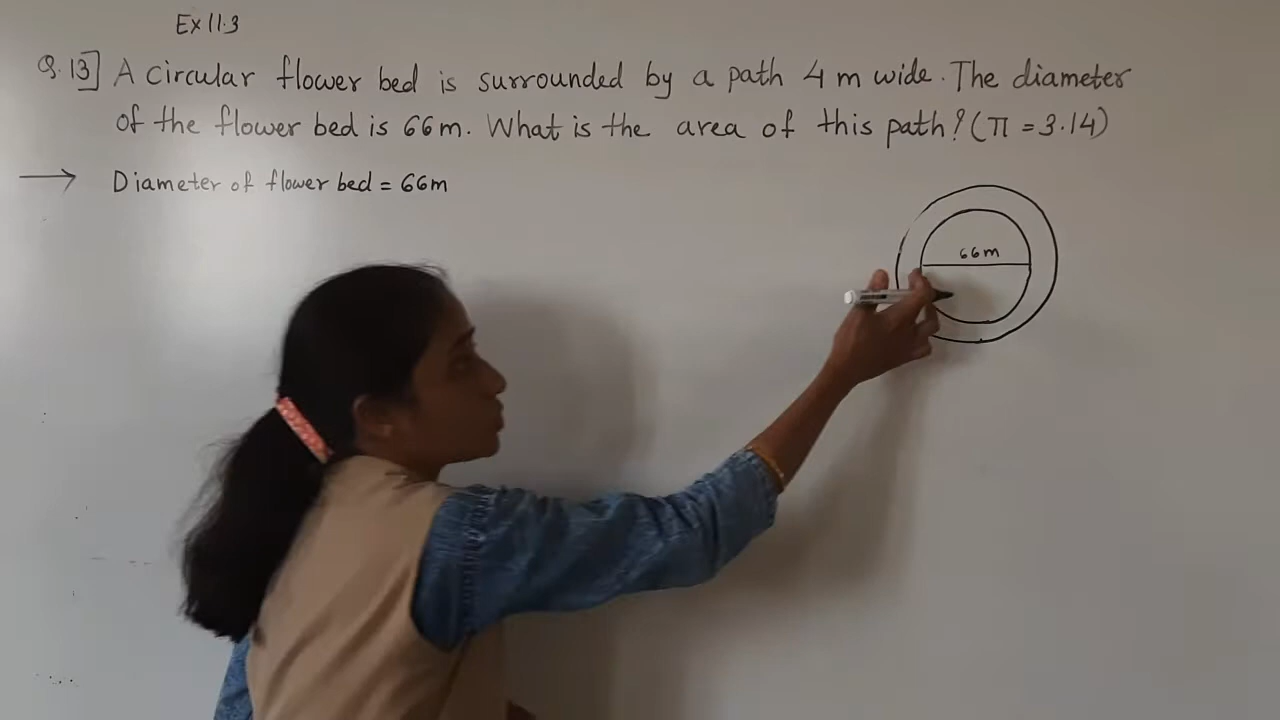 Ex 11.3
Q.13] A circular flower bed is surrounded by a path 4 m wide. The diameter
of the flower bed is 66m. What is the area of this path? (π = 3.14)
→ Diameter of flower bed = 66m
66m